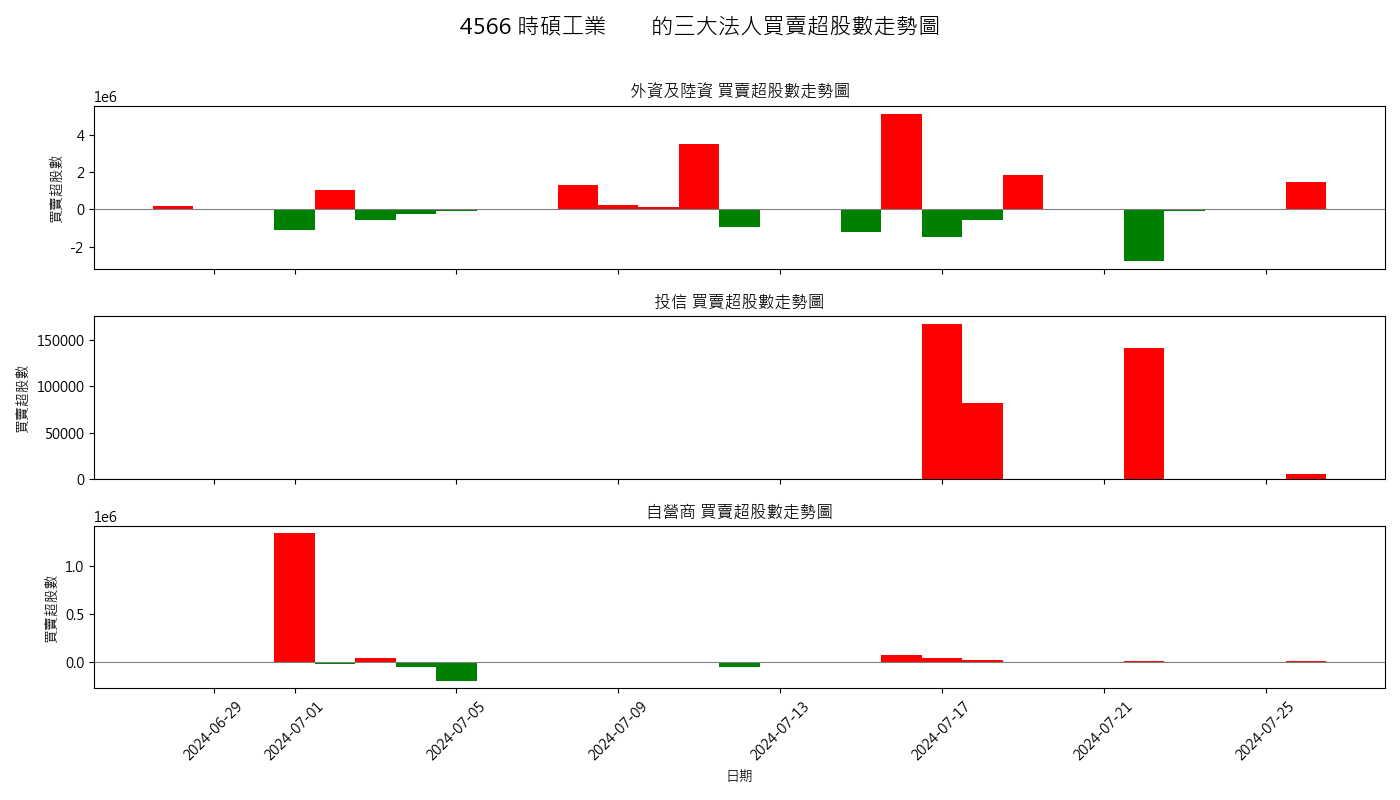 4566 時碩工業 的三大法人買賣超股數走勢圖
外資及陸資 買賣超股數走勢圖
1e6
買賣超股數
4
2
0
-2
投信 買賣超股數走勢圖
買賣超股數
150000
100000
50000
0
自營商 買賣超股數走勢圖
1e6
買賣超股數
1.0
0.5
0.0
2024-06-29
2024-07-01
2024-07-05
2024-07-09
2024-07-13
2024-07-17
2024-07-21
2024-07-25
日期